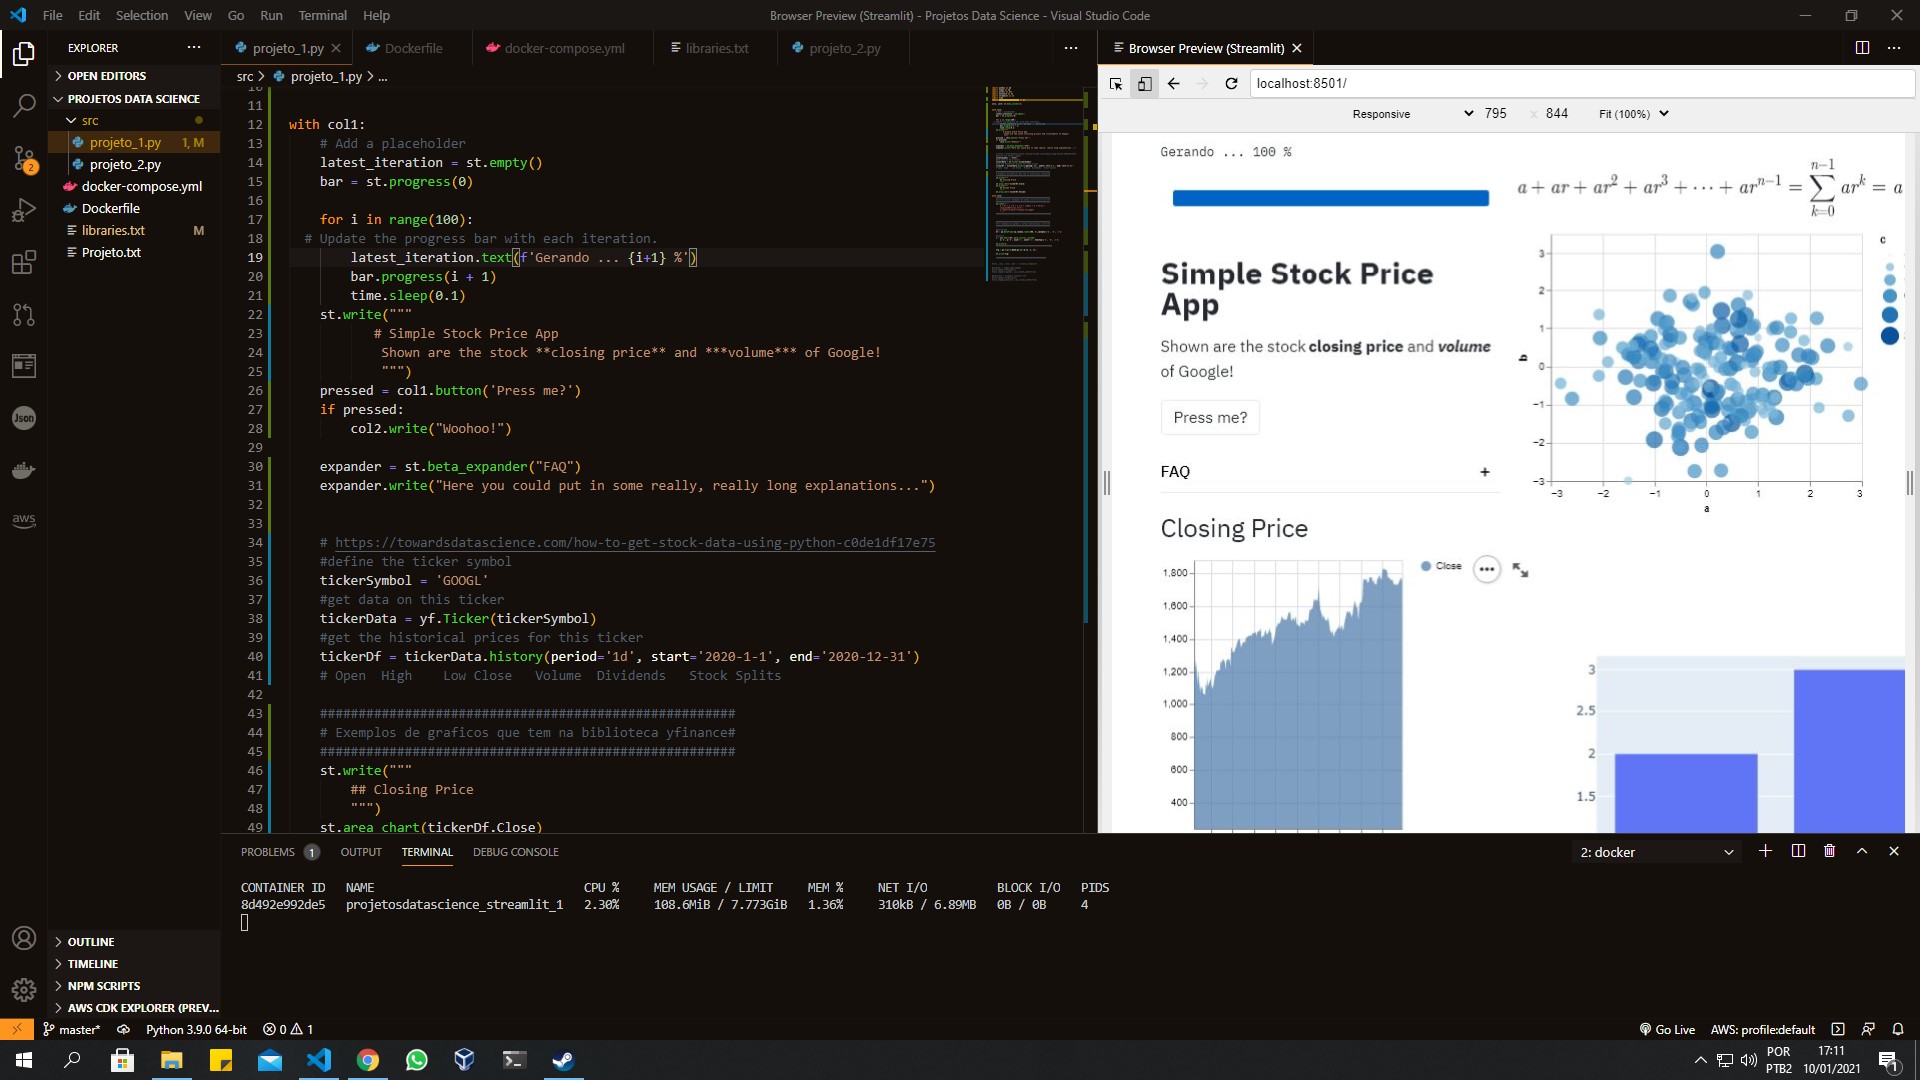 File Edit Selection View Go Run Terminal Help
Browser Preview (Streamlit) - Projetos Data Science - Visual Studio Code
EXPLORER
OPEN EDITORS
PROJETOS DATA SCIENCE
src
projeto_1.py 1, M
projeto_2.py
docker-compose.yml
Dockerfile
libraries.txt M
Projeto.txt
2
Json
aws
OUTLINE
TIMELINE
NPM SCRIPTS
AWS CDK EXPLORER (PREV...
projeto_1.py Dockerfile docker-compose.yml libraries.txt projeto_2.py
src > projeto_1.py > ...
10
11
12 with col1:
13 # Add a placeholder
14 latest_iteration = st.empty()
15 bar = st.progress(0)
16
17 for i in range(100):
18 # Update the progress bar with each iteration.
19 latest_iteration.text(f'Gerando ... {i+1} %')
20 bar.progress(i + 1)
21 time.sleep(0.1)
22 st.write("""
23 # Simple Stock Price App
24 Shown are the stock **closing price** and ***volume*** of Google!
25 """)
26 pressed = col1.button('Press me?')
27 if pressed:
28 col2.write("Woohoo!")
29
30 expander = st.beta_expander("FAQ")
31 expander.write("Here you could put in some really, really long explanations...")
32
33
34 # https://towardsdatascience.com/how-to-get-stock-data-using-python-c0de1df17e75
35 #define the ticker symbol
36 tickerSymbol = 'GOOGL'
37 #get data on this ticker
38 tickerData = yf.Ticker(tickerSymbol)
39 #get the historical prices for this ticker
40 tickerDf = tickerData.history(period='1d', start='2020-1-1', end='2020-12-31')
41 # Open High Low Close Volume Dividends Stock Splits
42
43 ######################################################
44 # Exemplos de graficos que tem na biblioteca yfinance#
45 ######################################################
46 st.write("""
47 ## Closing Price
48 """)
49 st.area_chart(tickerDf.Close)
Browser Preview (Streamlit)
localhost:8501/
Responsive 795 x 844 Fit (100%)
Gerando ... 100 %
a + ar + ar² + ar³ + ⋯ + arⁿ⁻¹ = ∑ₖ₌₀ⁿ⁻¹ arᵏ = a
Simple Stock Price
App
Shown are the stock closing price and volume
of Google!
Press me?
FAQ +
c
b
3
2
1
0
−1
−2
−3
−3 −2 −1 0 1 2 3
a
Closing Price
Close
1,800
1,600
1,400
1,200
1,000
800
600
400
3
2.5
2
1.5
PROBLEMS 1 OUTPUT TERMINAL DEBUG CONSOLE
2: docker
CONTAINER ID NAME CPU % MEM USAGE / LIMIT MEM % NET I/O BLOCK I/O PIDS
8d492e992de5 projetosdatascience_streamlit_1 2.30% 108.6MiB / 7.773GiB 1.36% 310kB / 6.89MB 0B / 0B 4
master* Python 3.9.0 64-bit 0 1
Go Live AWS: profile:default
POR
PTB2
17:11
10/01/2021
1